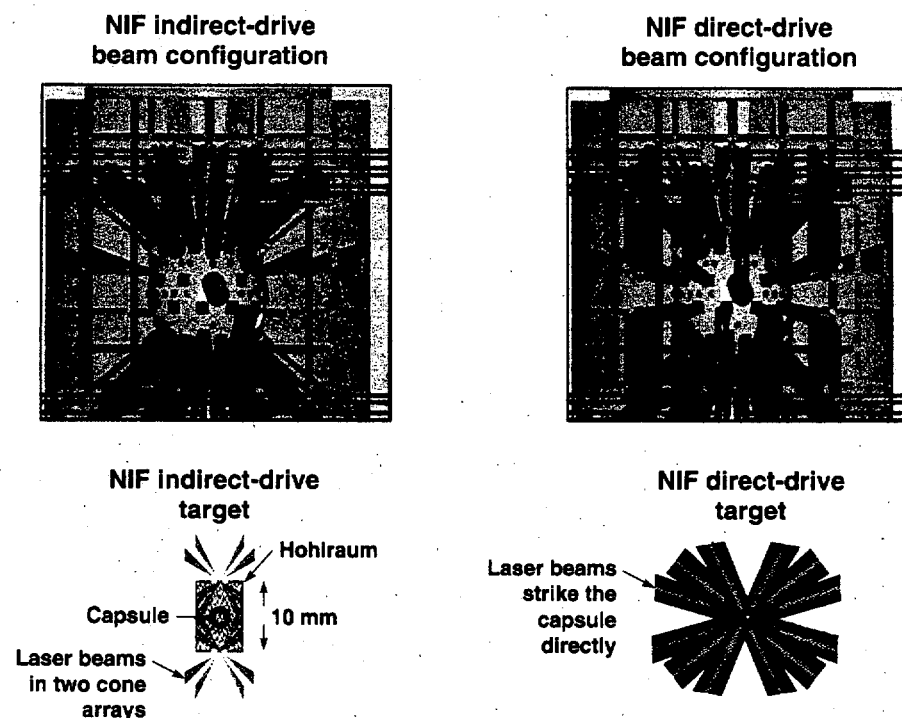 NIF indirect-drive
beam configuration
NIF direct-drive
beam configuration
NIF indirect-drive
target
Hohlraum
Capsule
10 mm
Laser beams
in two cone
arrays
NIF direct-drive
target
Laser beams
strike the
capsule
directly